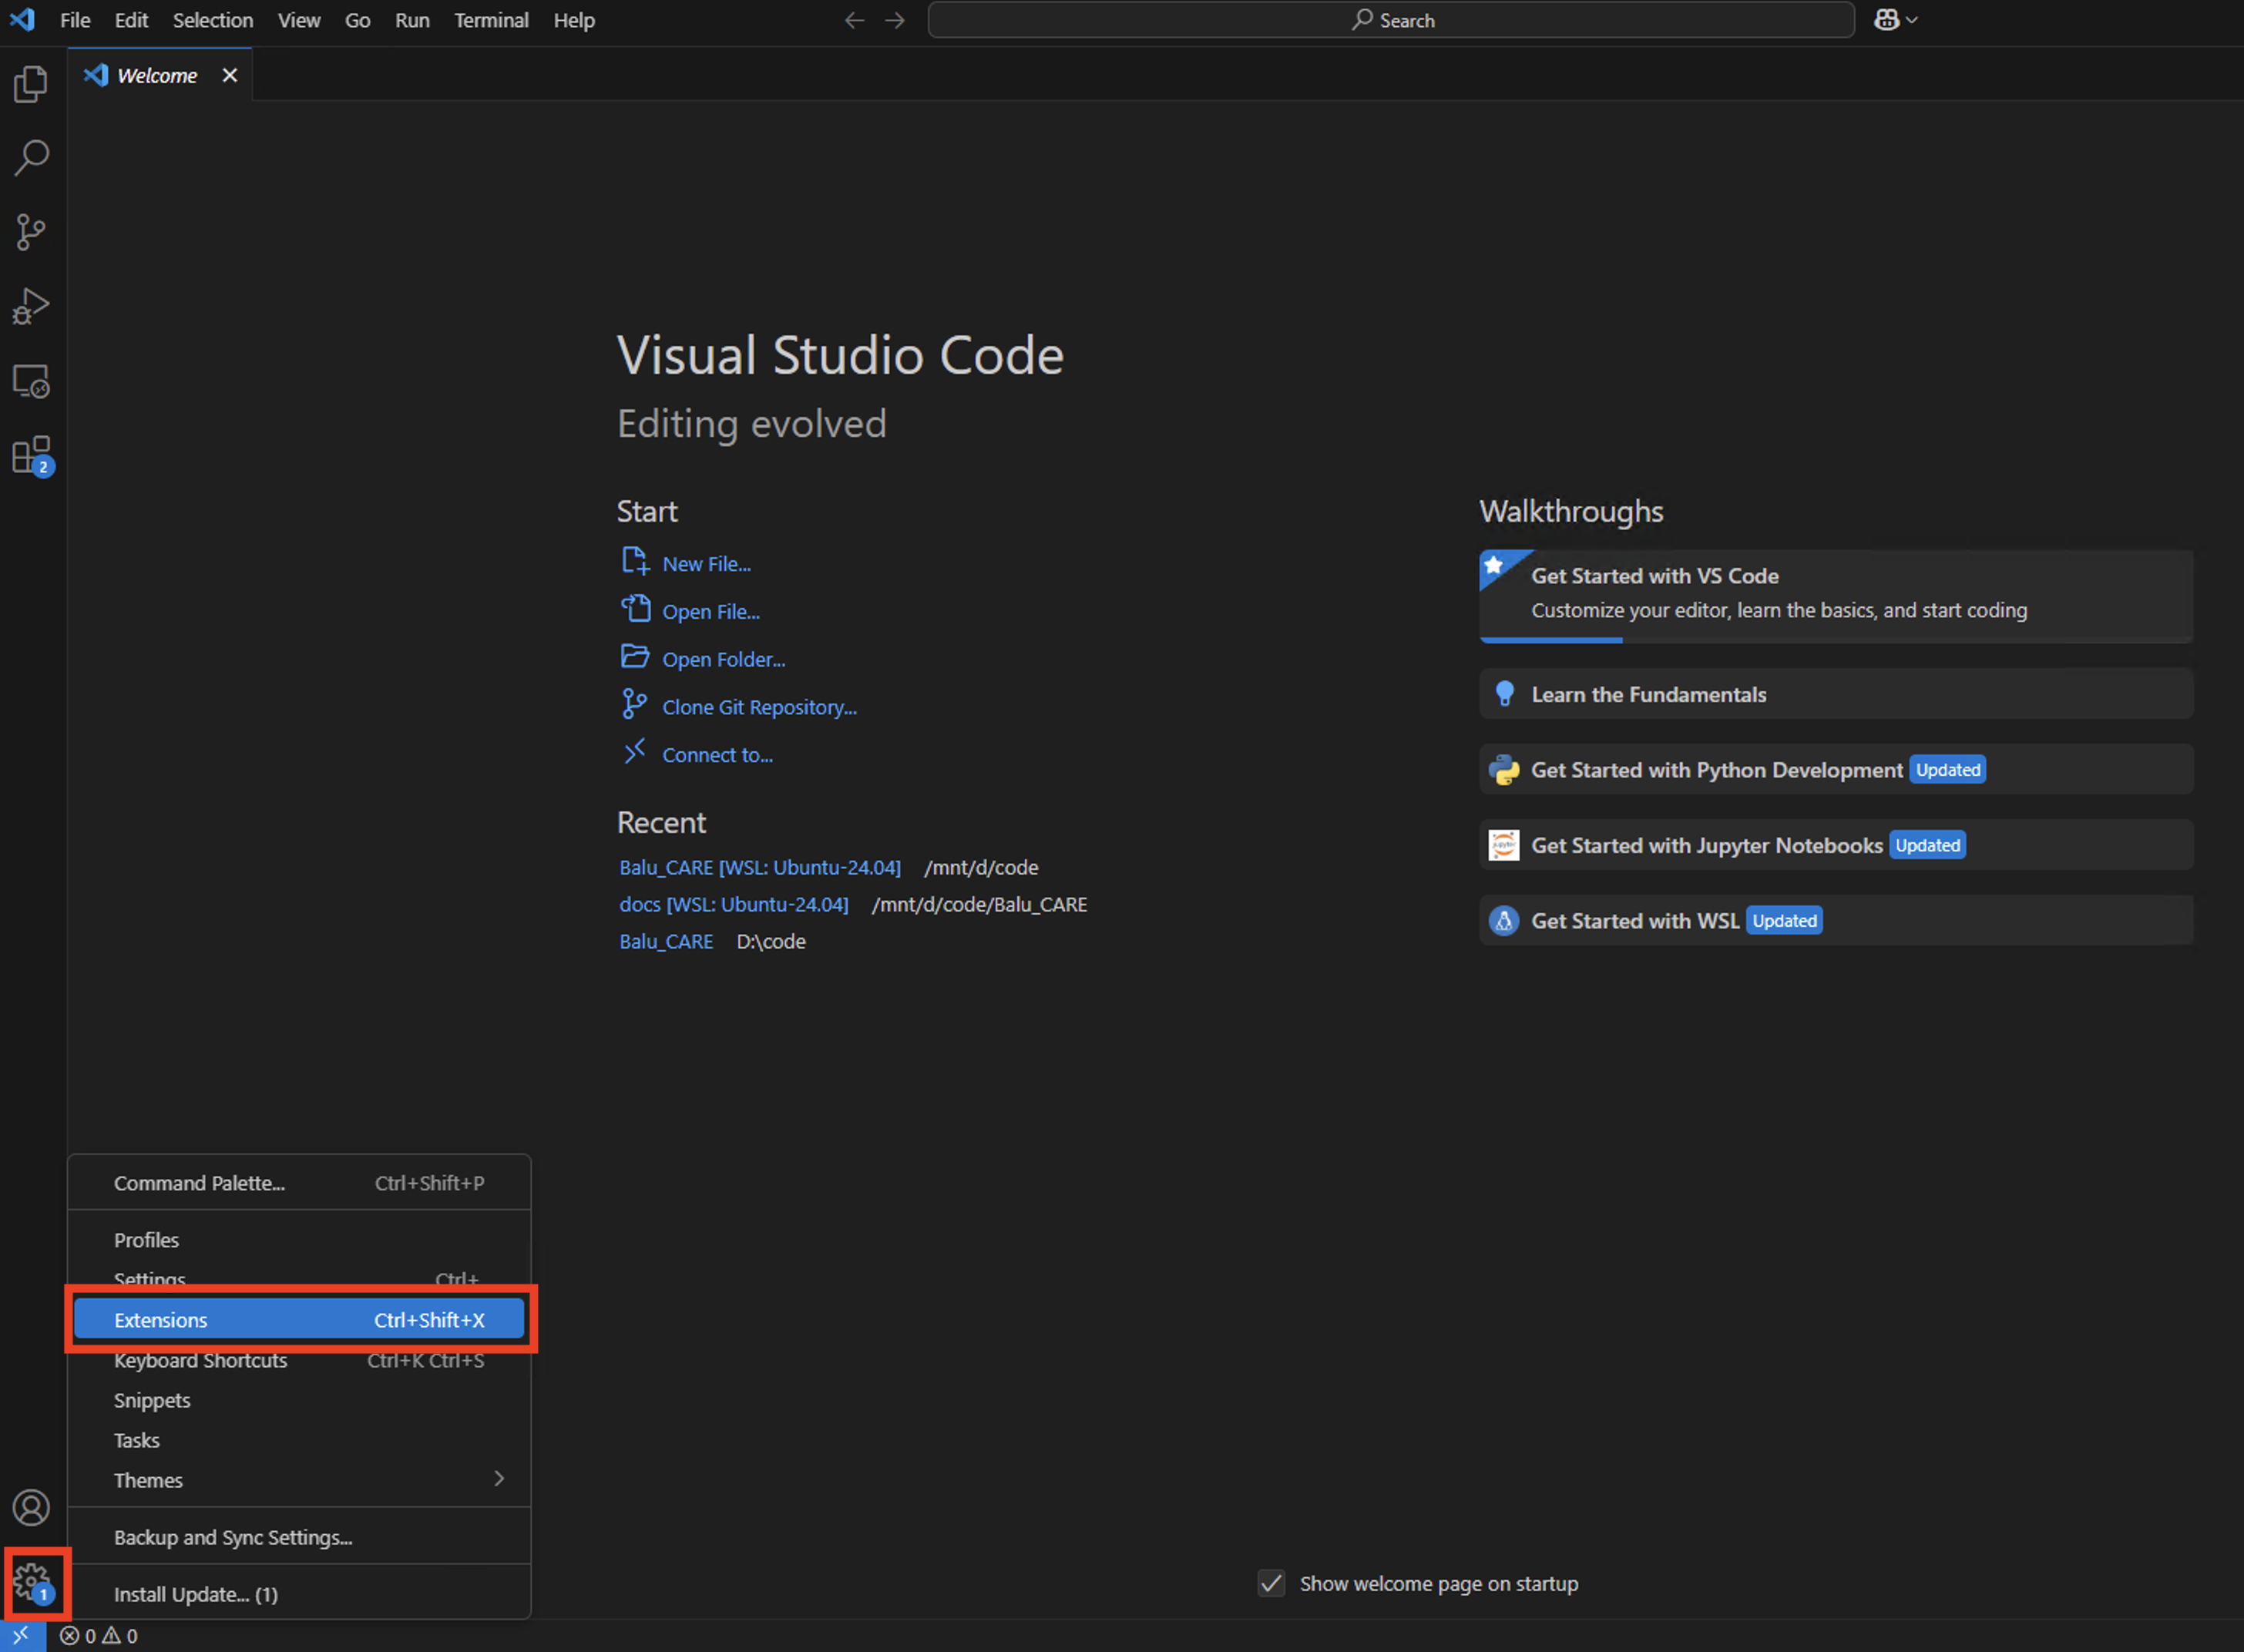 File Edit Selection View Go Run Terminal Help Search
Welcome
2
Visual Studio Code
Editing evolved
Start
New File...
Open File...
Open Folder...
Clone Git Repository...
Connect to...
Recent
Balu_CARE [WSL: Ubuntu-24.04] /mnt/d/code
docs [WSL: Ubuntu-24.04] /mnt/d/code/Balu_CARE
Balu_CARE D:\code
Walkthroughs
Get Started with VS Code
Customize your editor, learn the basics, and start coding
Learn the Fundamentals
Get Started with Python Development Updated
jupyter
Get Started with Jupyter Notebooks Updated
Get Started with WSL Updated
Command Palette... Ctrl+Shift+P
Profiles
Settings Ctrl+
Extensions Ctrl+Shift+X
Keyboard Shortcuts Ctrl+K Ctrl+S
Snippets
Tasks
Themes
Backup and Sync Settings...
Install Update... (1)
1
Show welcome page on startup
0 0